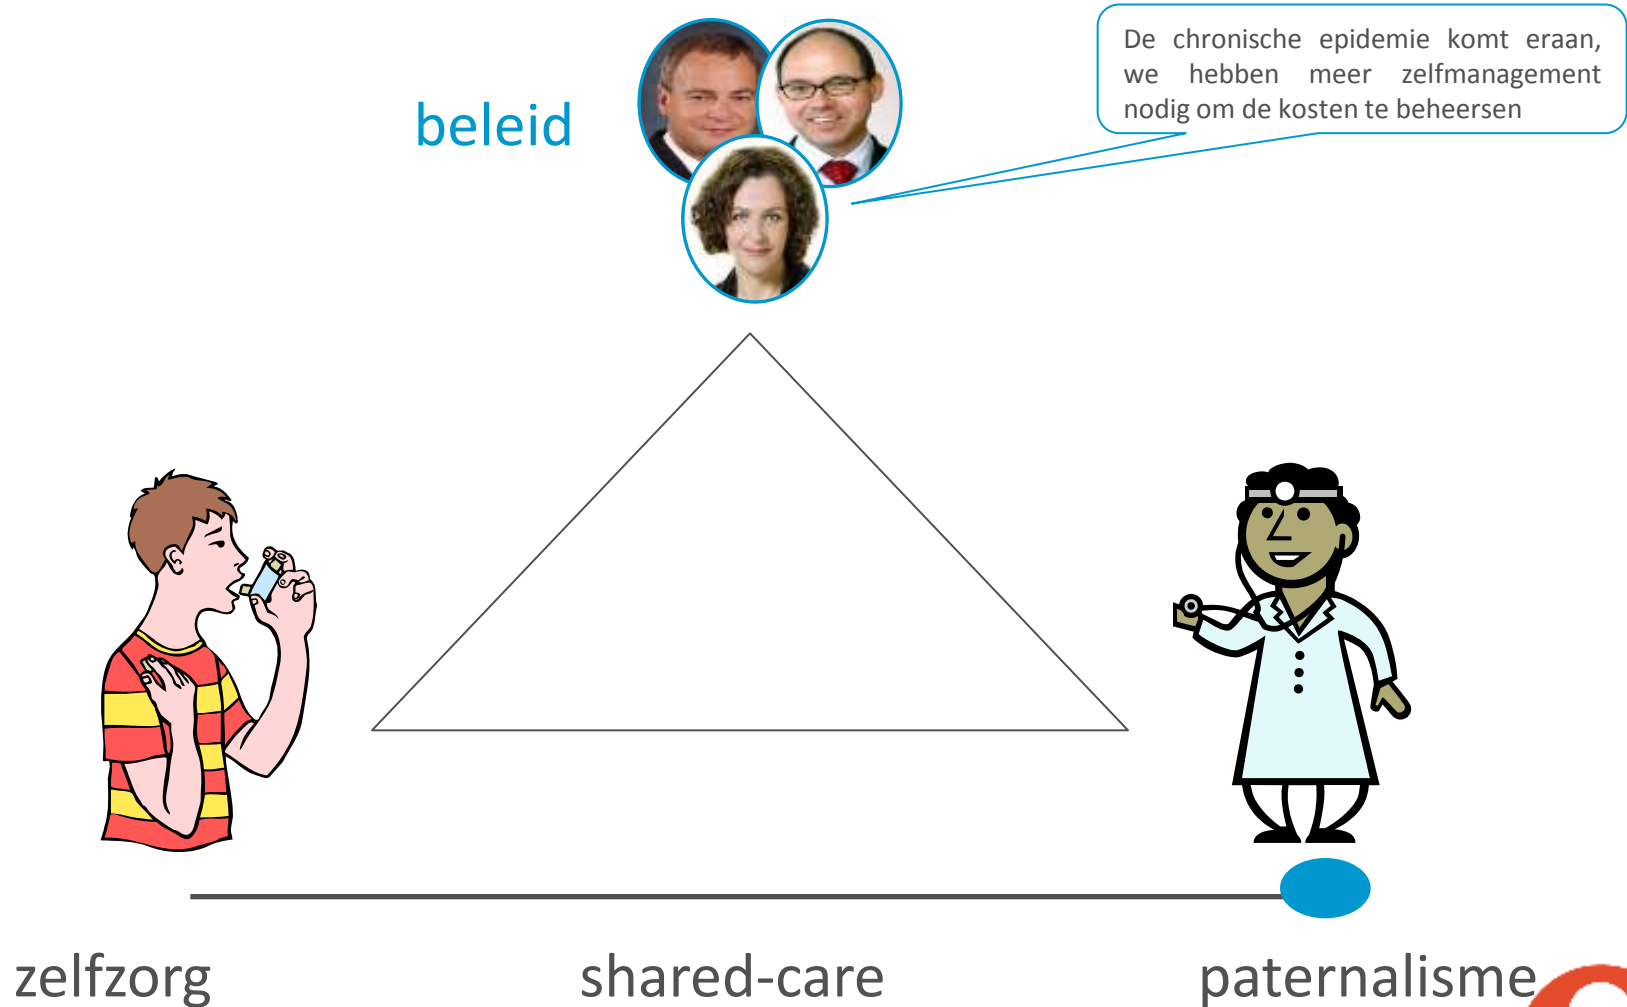 De chronische epidemie komt eraan,
we hebben meer zelfmanagement
nodig om de kosten te beheersen
beleid
zelfzorg shared-care paternalisme